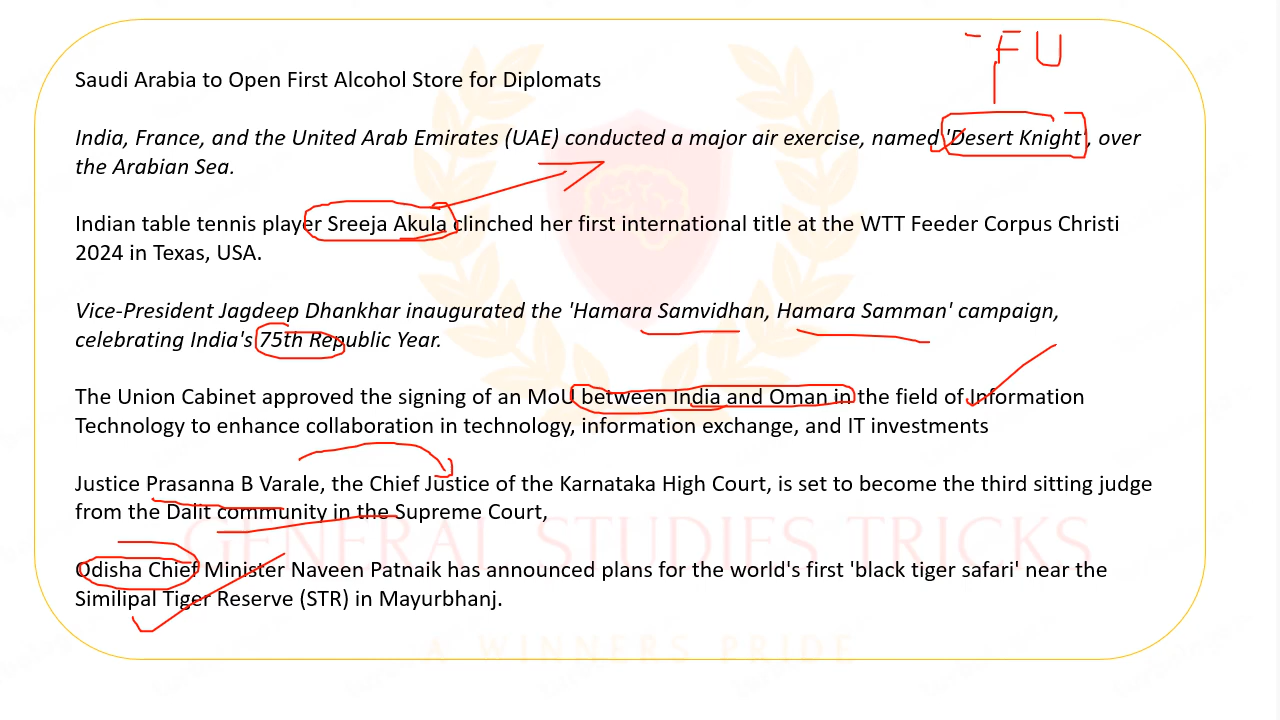 FU
Saudi Arabia to Open First Alcohol Store for Diplomats
India, France, and the United Arab Emirates (UAE) conducted a major air exercise, named 'Desert Knight', over
the Arabian Sea.
Indian table tennis player Sreeja Akula clinched her first international title at the WTT Feeder Corpus Christi
2024 in Texas, USA.
Vice-President Jagdeep Dhankhar inaugurated the 'Hamara Samvidhan, Hamara Samman' campaign,
celebrating India's 75th Republic Year.
The Union Cabinet approved the signing of an MoU between India and Oman in the field of Information
Technology to enhance collaboration in technology, information exchange, and IT investments
Justice Prasanna B Varale, the Chief Justice of the Karnataka High Court, is set to become the third sitting judge
from the Dalit community in the Supreme Court,
GENERAL STUDIES TRICKS
Odisha Chief Minister Naveen Patnaik has announced plans for the world's first 'black tiger safari' near the
Similipal Tiger Reserve (STR) in Mayurbhanj.
A WINNERS PRIDE